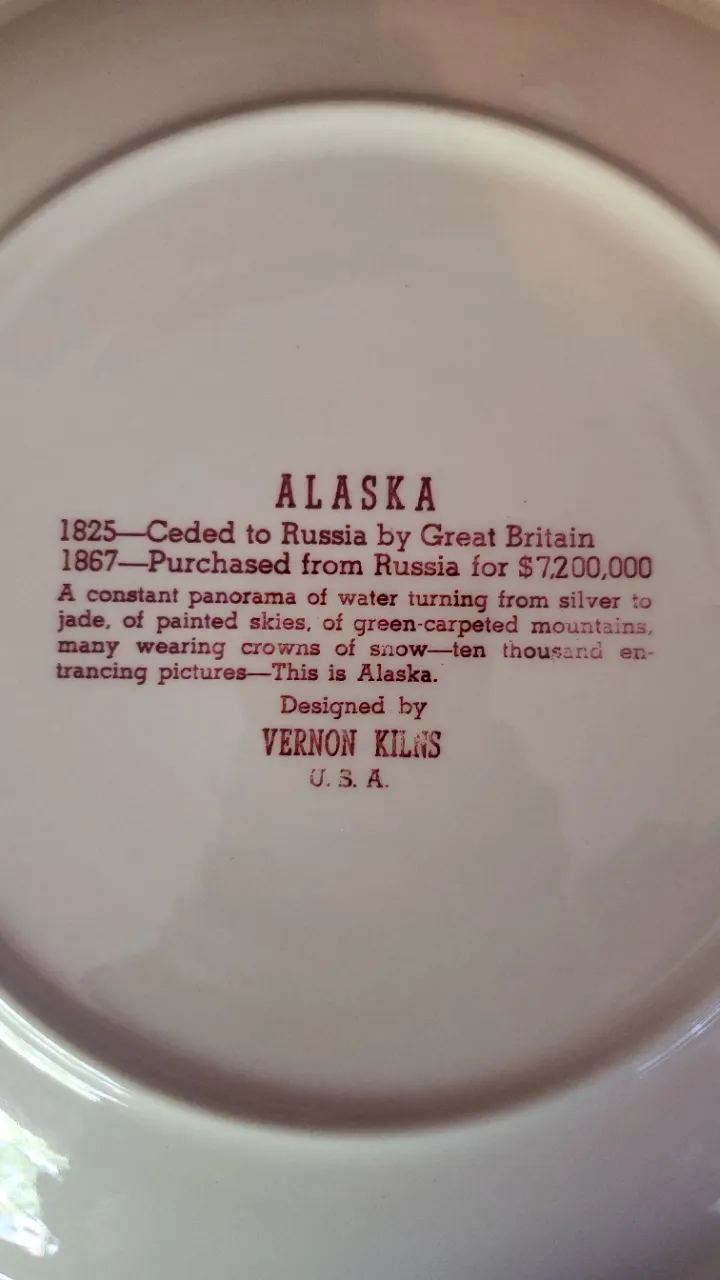 ALASKA
1825—Ceded to Russia by Great Britain
1867—Purchased from Russia for $7,200,000
A constant panorama of water turning from silver to
jade, of painted skies, of green-carpeted mountains,
many wearing crowns of snow—ten thousand en-
trancing pictures—This is Alaska.
Designed by
VERNON KILNS
U. S. A.